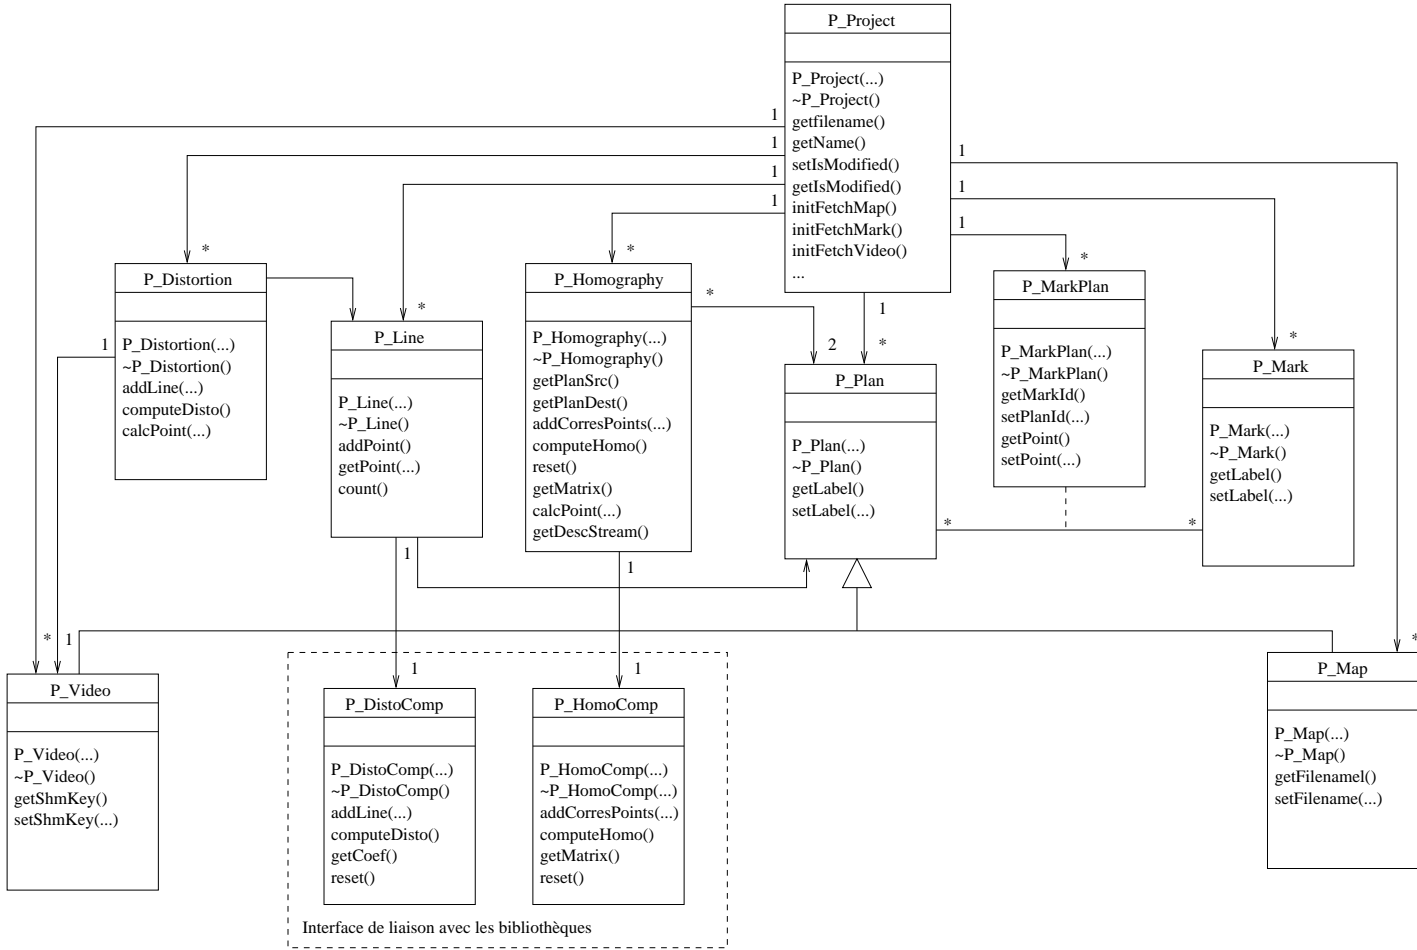 P_Project
P_Project(...)
~P_Project()
getfilename()
getName()
setIsModified()
getIsModified()
initFetchMap()
initFetchMark()
initFetchVideo()
...
1
1
1
1
1
1
1
1
*
*
*
*
*
*
*
*
P_Distortion
P_Distortion(...)
~P_Distortion()
addLine(...)
computeDisto()
calcPoint(...)
1
1
P_Line
P_Line(...)
~P_Line()
addPoint()
getPoint(...)
count()
1
1
P_Homography
P_Homography(...)
~P_Homography()
getPlanSrc()
getPlanDest()
addCorresPoints(...)
computeHomo()
reset()
getMatrix()
calcPoint(...)
getDescStream()
*
2
1
1
P_Plan
P_Plan(...)
~P_Plan()
getLabel()
setLabel(...)
*
*
P_MarkPlan
P_MarkPlan(...)
~P_MarkPlan()
getMarkId()
setPlanId(...)
getPoint()
setPoint(...)
P_Mark
P_Mark(...)
~P_Mark()
getLabel()
setLabel(...)
P_Video
P_Video(...)
~P_Video()
getShmKey()
setShmKey(...)
P_DistoComp
P_DistoComp(...)
~P_DistoComp()
addLine(...)
computeDisto()
getCoef()
reset()
P_HomoComp
P_HomoComp(...)
~P_HomoComp(...)
addCorresPoints(...)
computeHomo()
getMatrix()
reset()
Interface de liaison avec les bibliothèques
P_Map
P_Map(...)
~P_Map()
getFilenamel()
setFilename(...)